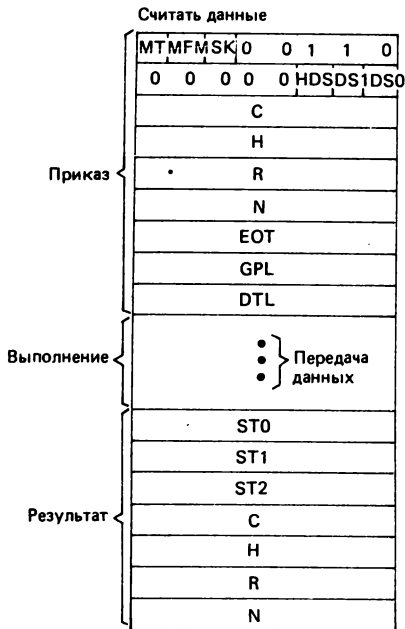 Считать данные
MT MFM SK 0 0 1 1 0
0 0 0 0 0 HDS DS1 DS0
C
H
Приказ
R
N
EOT
GPL
DTL
Выполнение
Передача
данных
ST0
ST1
ST2
Результат
C
H
R
N